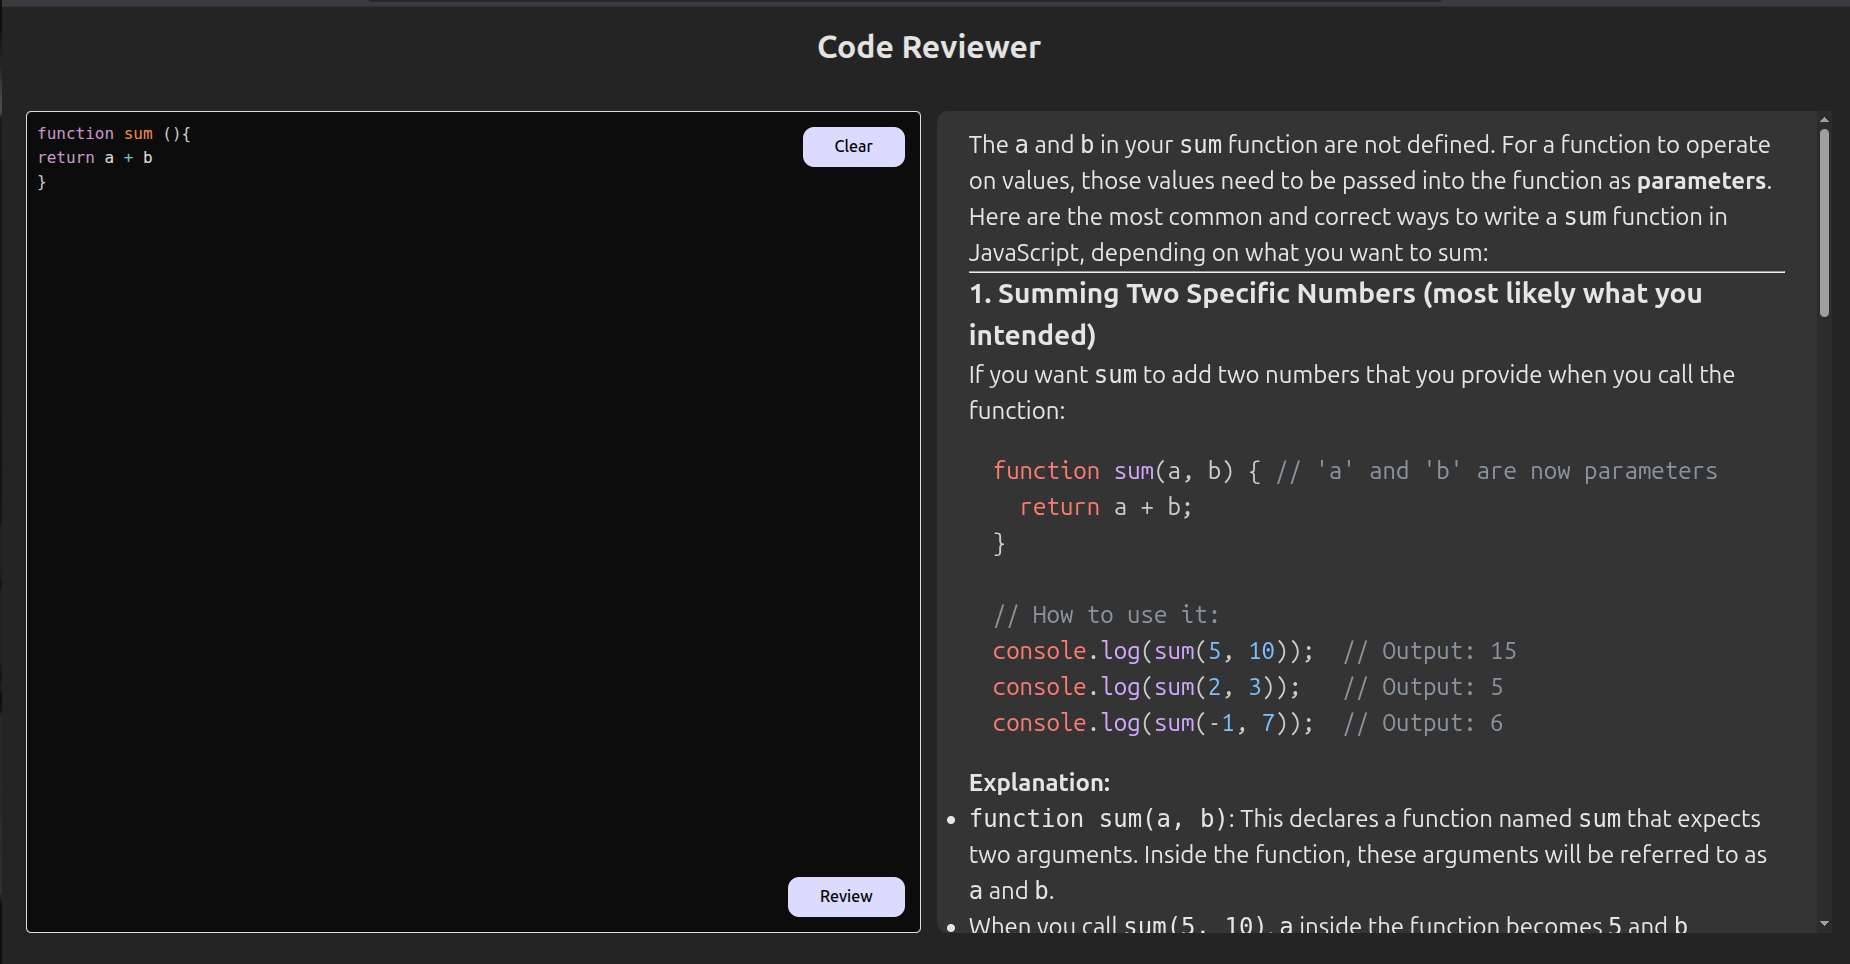 Code Reviewer
function sum (){
return a + b
}
Clear
Review
The a and b in your sum function are not defined. For a function to operate
on values, those values need to be passed into the function as parameters.
Here are the most common and correct ways to write a sum function in
JavaScript, depending on what you want to sum:
1. Summing Two Specific Numbers (most likely what you
intended)
If you want sum to add two numbers that you provide when you call the
function:
function sum(a, b) { // 'a' and 'b' are now parameters
  return a + b;
}
// How to use it:
console.log(sum(5, 10));  // Output: 15
console.log(sum(2, 3));   // Output: 5
console.log(sum(-1, 7));  // Output: 6
Explanation:
• function sum(a, b): This declares a function named sum that expects
two arguments. Inside the function, these arguments will be referred to as
a and b.
• When you call sum(5, 10), a inside the function becomes 5 and b